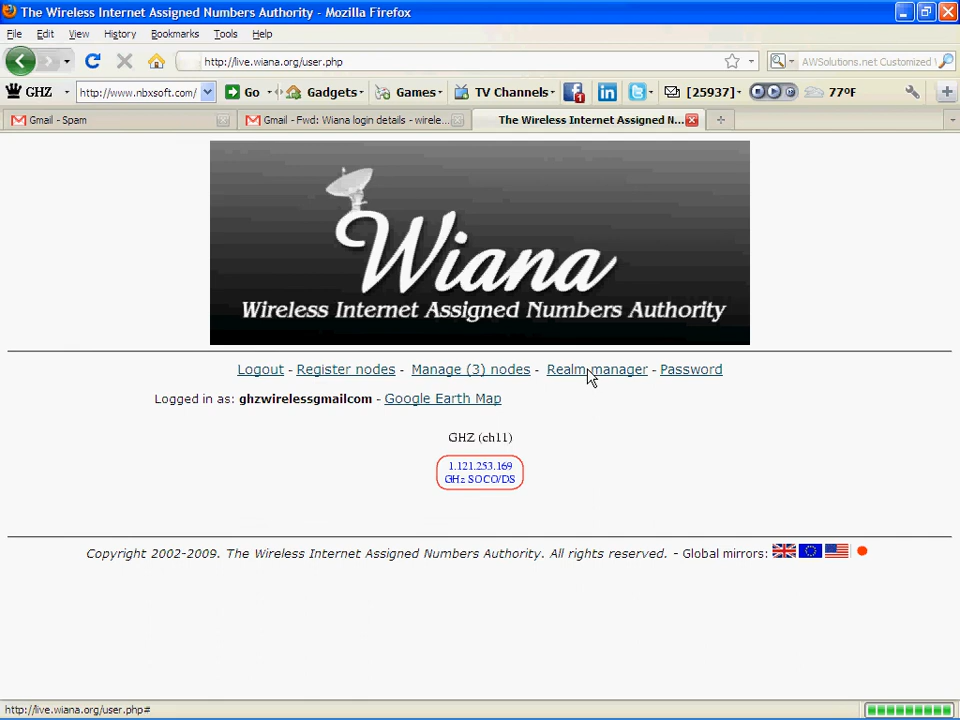 The Wireless Internet Assigned Numbers Authority - Mozilla Firefox
File Edit View History Bookmarks Tools Help
http://live.wiana.org/user.php AWSolutions.net Customized
GHZ http://www.nbxsoft.com/ Go Gadgets Games TV Channels [25937] 77ºF
Gmail - Spam Gmail - Fwd: Wiana login details - wirele... The Wireless Internet Assigned N...
Wiana
Wireless Internet Assigned Numbers Authority
Logout - Register nodes - Manage (3) nodes - Realm manager - Password
Logged in as: ghzwirelessgmailcom - Google Earth Map
GHZ (ch11)
1.121.253.169
GHz SOCO/DS
Copyright 2002-2009. The Wireless Internet Assigned Numbers Authority. All rights reserved. - Global mirrors:
http://live.wiana.org/user.php#